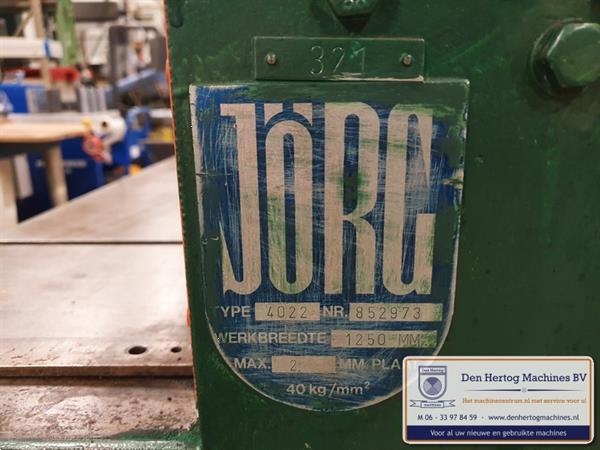 321
JÖRG
TYPE 4022 NR. 852973
WERKBREEDTE 1250 MM.
MAX. 2 MM PLA
40 kg/mm²
Den Hertog Machines BV
Het machinecentrum.nl met service voor u!
M 06 - 33 97 84 59 - www.denhertogmachines.nl
Voor al uw nieuwe en gebruikte machines